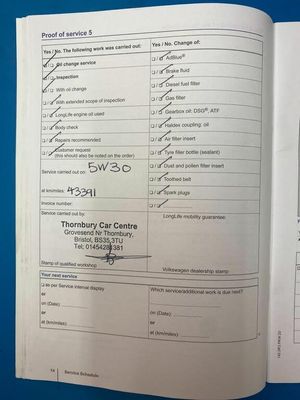 Proof of service 5
Yes / No. The following work was carried out:
Yes / No. Change of:
Oil change service
AdBlue®
Inspection
Brake fluid
With oil change
Diesel fuel filter
With extended scope of inspection
Gas filter
LongLife engine oil used
Gearbox oil: DSG®, ATF
Body check
Haldex coupling: oil
Repairs recommended
Air filter insert
Customer request
(this should also be noted on the order)
Tyre filler bottle (sealant)
Dust and pollen filter insert
Service carried out on: 5W30
Toothed belt
at km/miles: 43391
Spark plugs
Invoice number:
Service carried out by:
LongLife mobility guarantee:
Thornbury Car Centre
Grovesend Nr Thornbury,
Bristol, BS35 3TU
Stamp of qualified workshop
Volkswagen dealership stamp
Your next service
as per Service interval display
Which service/additional work is due next?
or
on (Date):
or
on (Date):
or
or
at (km/miles):
at (km/miles):
14 Service Schedule